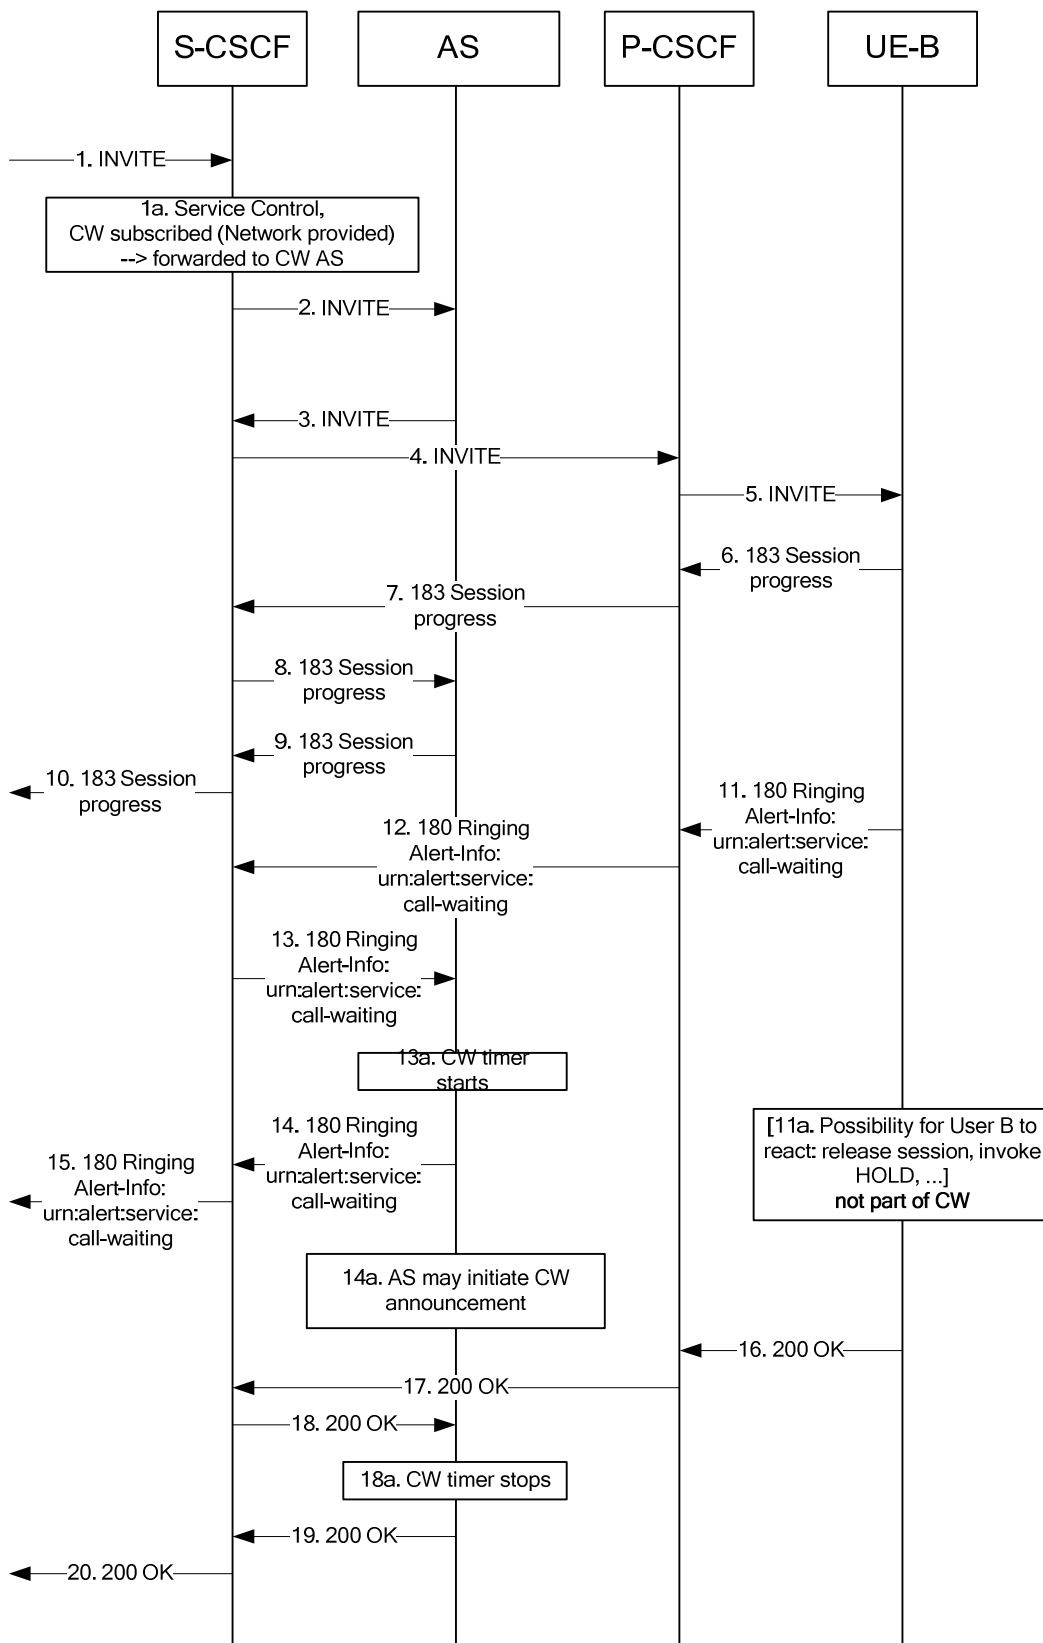 S-CSCF
AS
P-CSCF
UE-B
1. INVITE
1a. Service Control,
CW subscribed (Network provided)
--> forwarded to CW AS
2. INVITE
3. INVITE
4. INVITE
5. INVITE
6. 183 Session
progress
7. 183 Session
progress
8. 183 Session
progress
9. 183 Session
progress
10. 183 Session
progress
11. 180 Ringing
Alert-Info:
urn:alert:service:
call-waiting
12. 180 Ringing
Alert-Info:
urn:alert:service:
call-waiting
13. 180 Ringing
Alert-Info:
urn:alert:service:
call-waiting
13a. CW timer
starts
[11a. Possibility for User B to
react: release session, invoke
HOLD, ...]
not part of CW
14. 180 Ringing
Alert-Info:
urn:alert:service:
call-waiting
15. 180 Ringing
Alert-Info:
urn:alert:service:
call-waiting
14a. AS may initiate CW
announcement
16. 200 OK
17. 200 OK
18. 200 OK
18a. CW timer stops
19. 200 OK
20. 200 OK